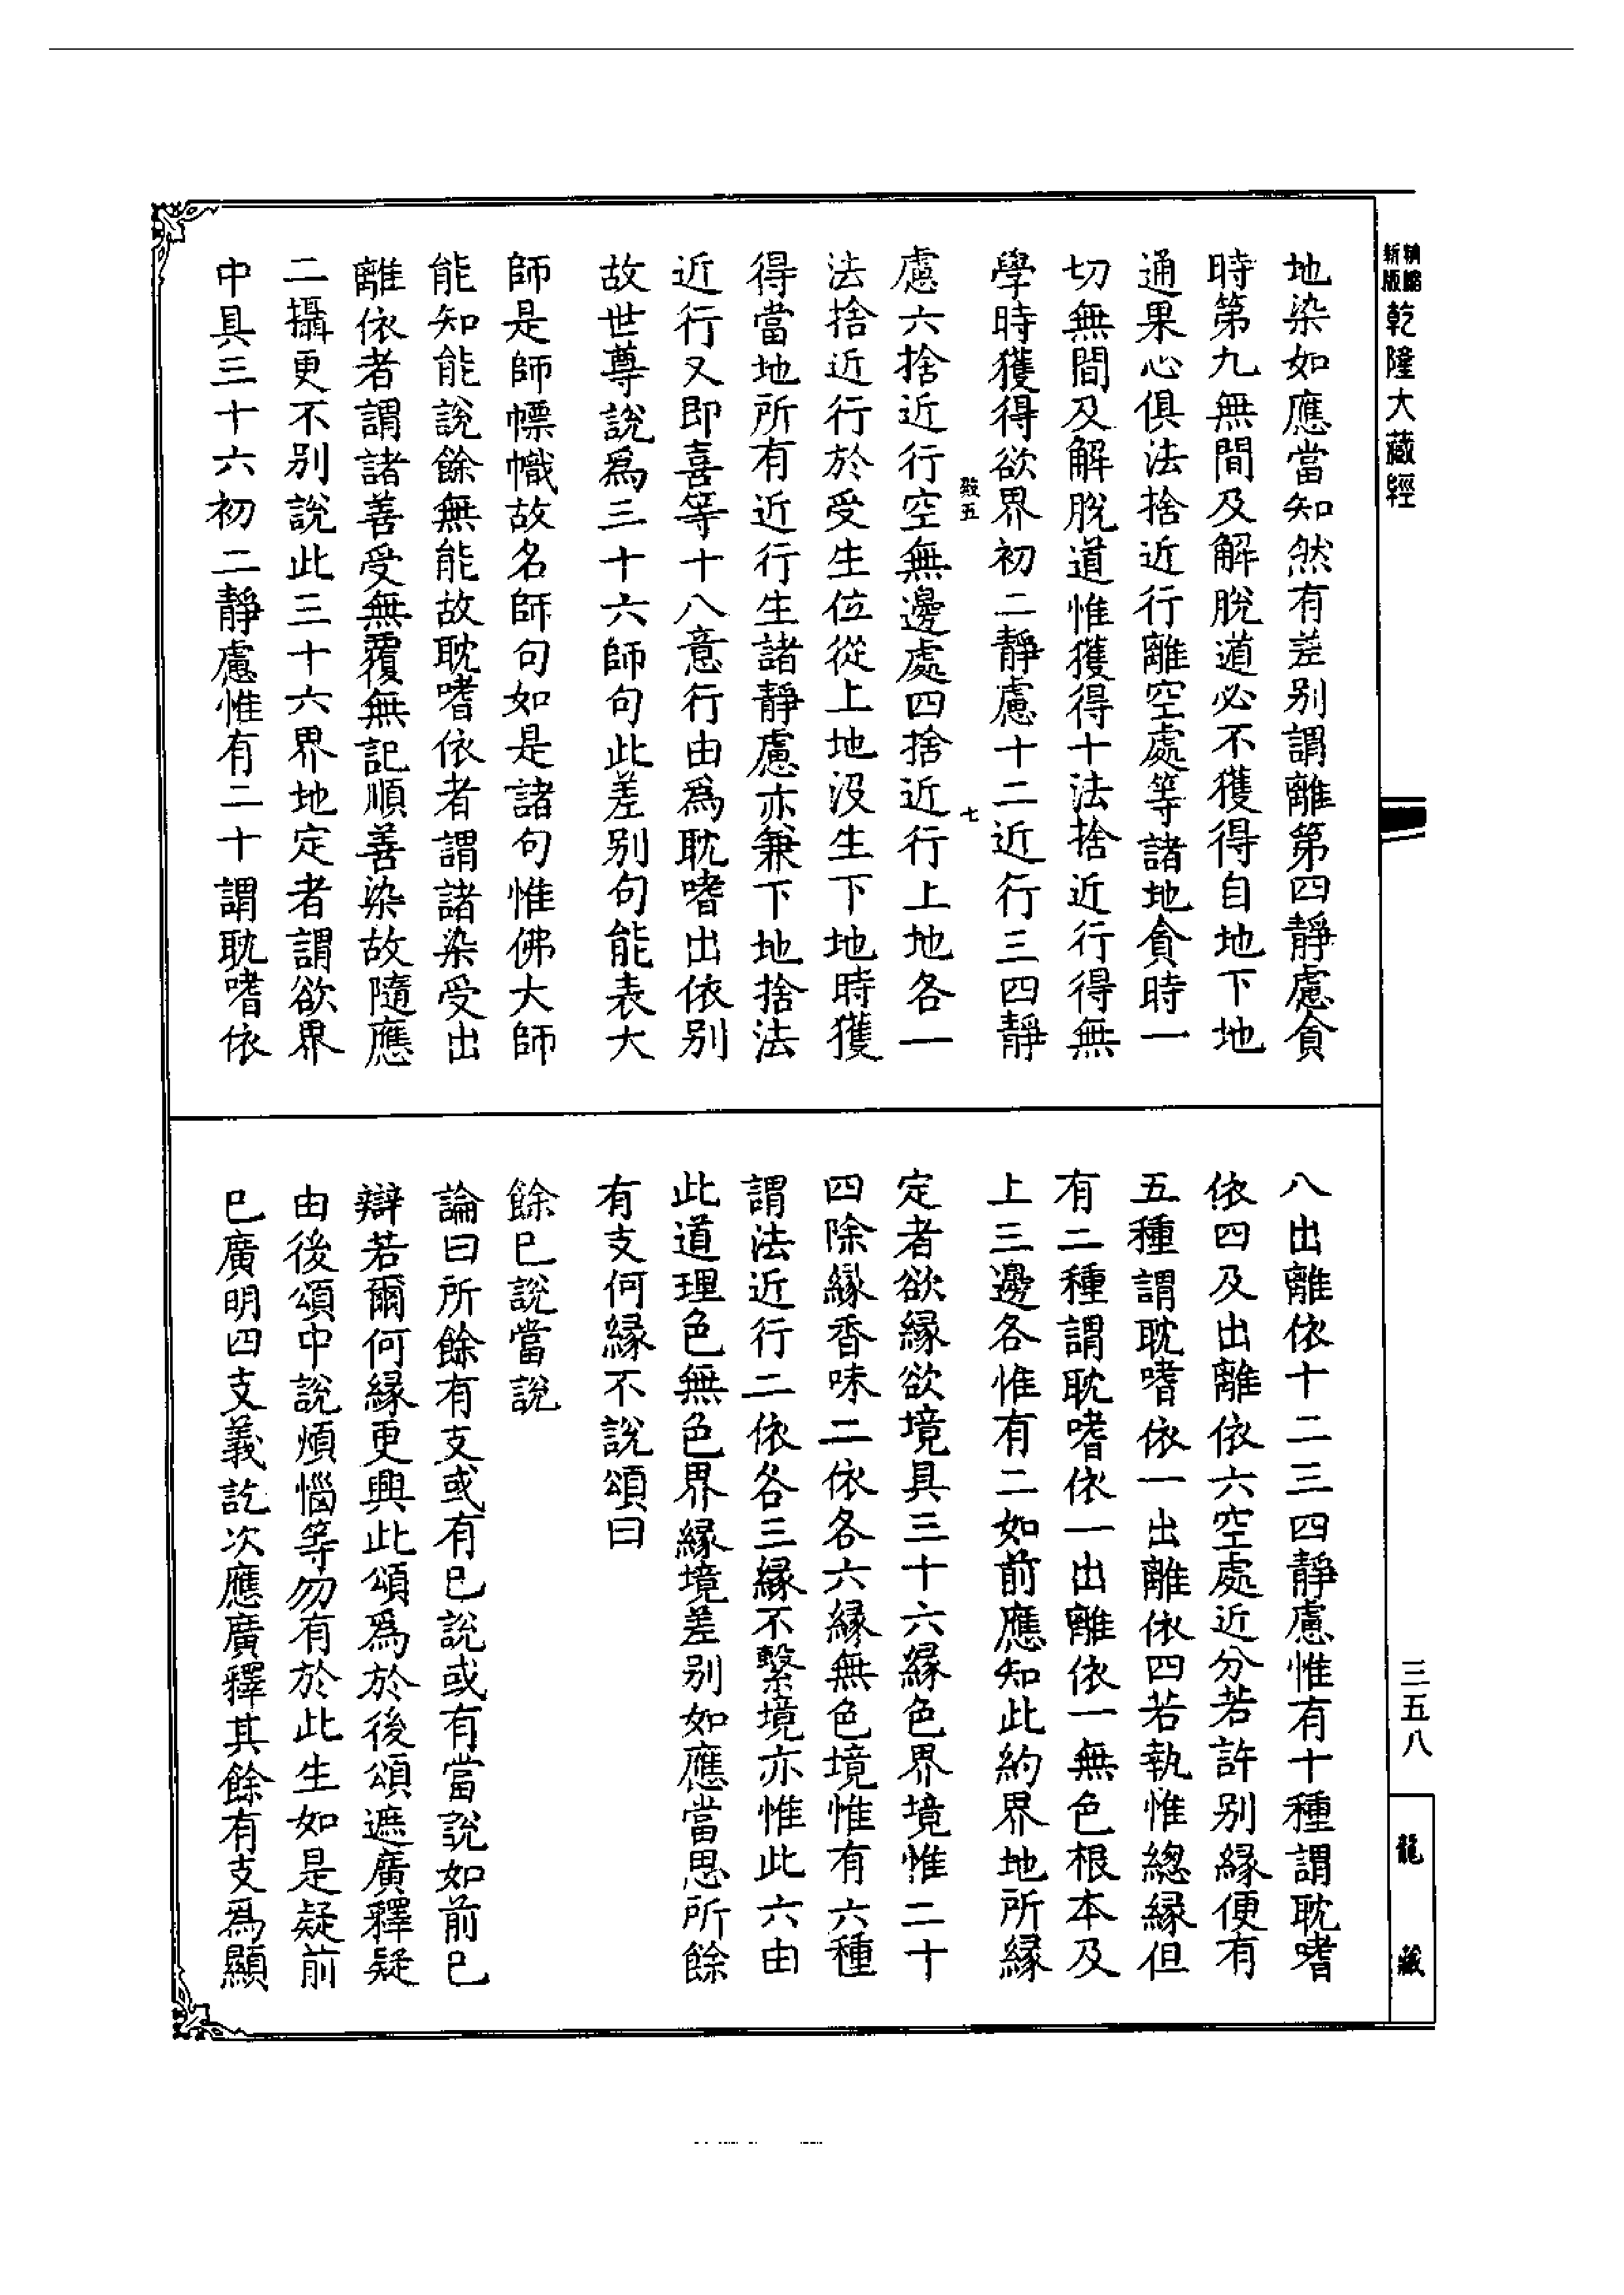 新版 精縮 乾隆大藏經
地染如應當知然有差别謂離第四靜慮貪
時第九無間及解脫道必不獲得自地下地
通果心俱法捨近行離空處等諸地貪時一
切無間及解脫道惟獲得十法捨近行得無
學時獲得欲界初二靜慮十二近行三四靜
毅五 七
慮六捨近行空無邊處四捨近行上地各一
法捨近行於受生位從上地沒生下地時獲
得當地所有近行生諸靜慮亦兼下地捨法
近行又即喜等十八意行由爲耽嗜出依别
故世尊說爲三十六師句此差别句能表大
師是師幖幟故名師句如是諸句惟佛大師
能知能說餘無能故耽嗜依者謂諸染受出
離依者謂諸善受無覆無記順善染故隨應
二攝更不别說此三十六界地定者謂欲界
中具三十六初二靜慮惟有二十謂耽嗜依
八出離依十二三四靜慮惟有十種謂耽嗜
依四及出離依六空處近分若許别緣便有
五種謂耽嗜依一出離依四若執惟緫緣但
有二種謂耽嗜依一出離依一無色根本及
上三邊各惟有二如前應知此約界地所緣
定者欲緣欲境具三十六緣色界境惟二十
四除緣香味二依各六緣無色境惟有六種
謂法近行二依各三緣不繫境亦惟此六由
此道理色無色界緣境差别如應當思所餘
有支何緣不說頌曰
餘已說當說
論曰所餘有支或有已說或有當說如前已
辯若爾何緣更興此頌爲於後頌遮廣釋疑
由後頌中說煩惱等勿有於此生如是疑前
已廣明四支義訖次應廣釋其餘有支爲顯
三五八
龍藏